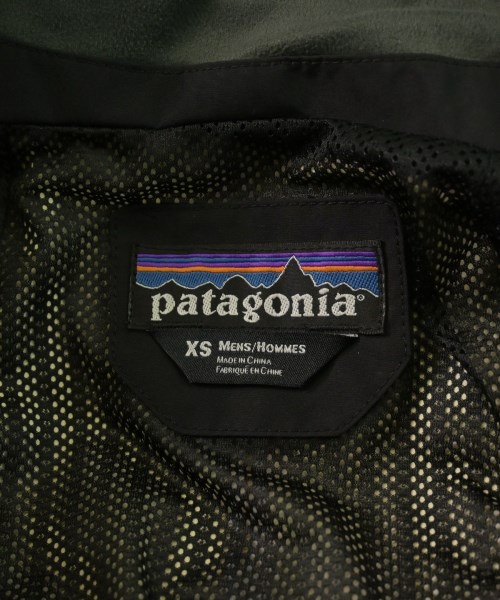 patagonia®
XS MENS/HOMMES
MADE IN CHINA
FABRIQUÉ EN CHINE